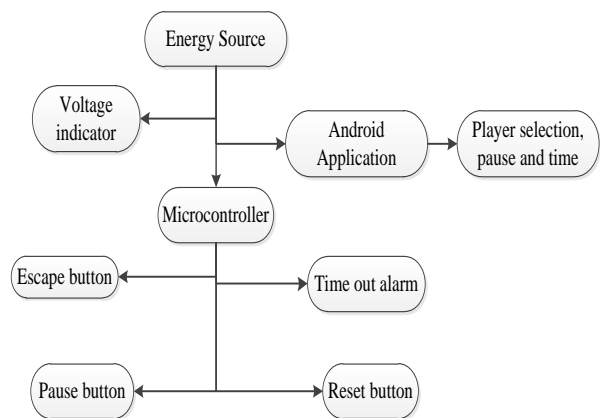 Energy Source
Voltage
indicator
Android
Application
Player selection,
pause and time
Microcontroller
Escape button
Time out alarm
Pause button
Reset button